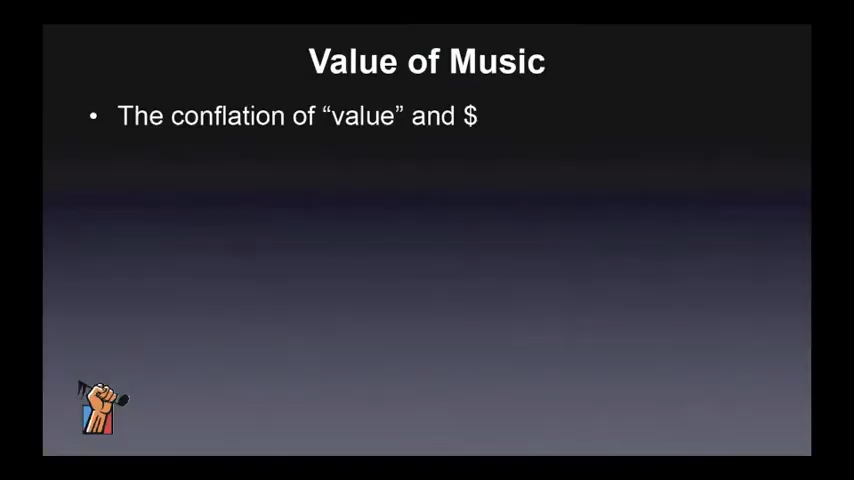 Value of Music
• The conflation of “value” and $